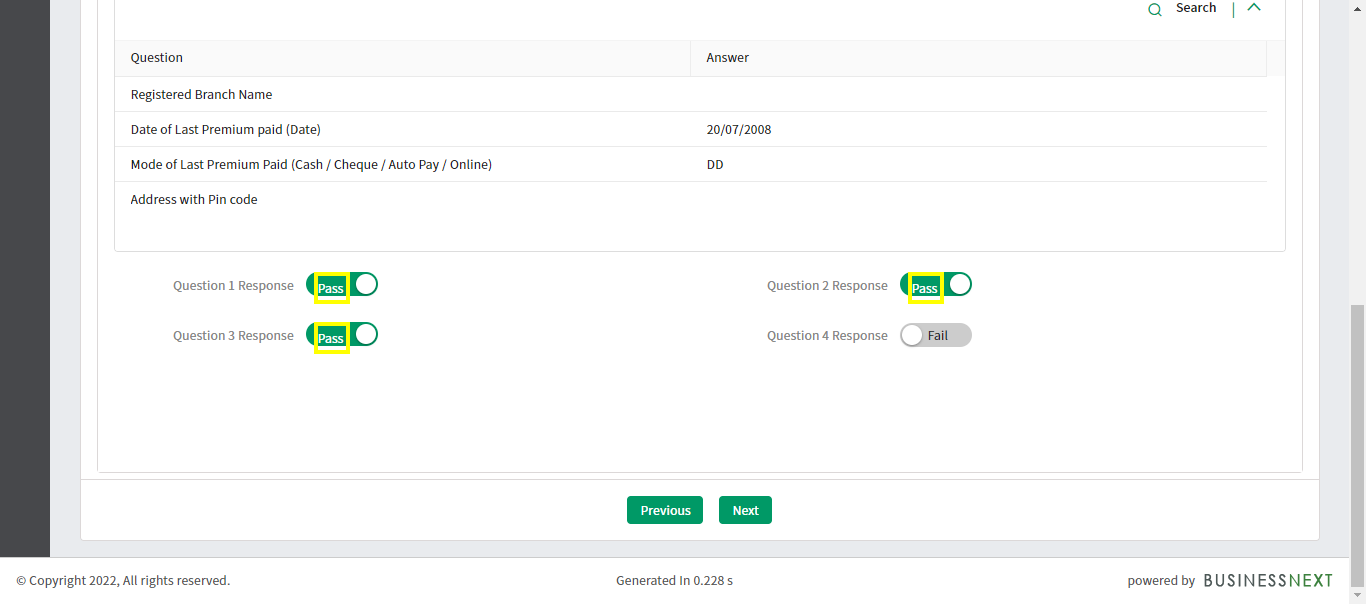 Search |
Question Answer
Registered Branch Name
Date of Last Premium paid (Date) 20/07/2008
Mode of Last Premium Paid (Cash / Cheque / Auto Pay / Online) DD
Address with Pin code
Question 1 Response Pass Question 2 Response Pass
Question 3 Response Pass Question 4 Response Fail
Previous Next
© Copyright 2022, All rights reserved. Generated In 0.228 s powered by BUSINESSNEXT